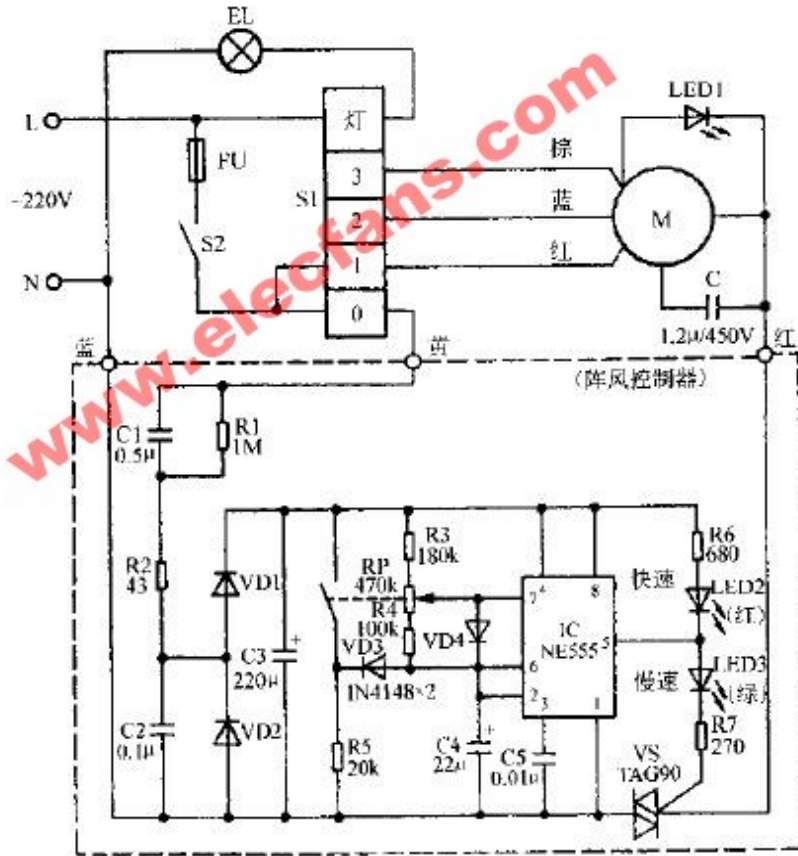 EL
LED1
L
灯
FU
3
棕
~220V
S1
S2
2
蓝
M
1
红
N
0
C
1.2μ/450V
蓝
黄
红
(阵风控制器)
C1
0.5μ
R1
1M
R3
180k
R6
680
R2
43
RP
470k
快速
LED2
(红)
VD1
R4
100k
7
4
8
IC
NE555
5
VD4
C3
220μ
+
VD3
1N4148×2
6
2
3
1
慢速
LED3
(绿)
C2
0.1μ
VD2
R5
20k
C4
22μ
+
C5
0.01μ
R7
270
VS
TAG90
www.elecfans.com